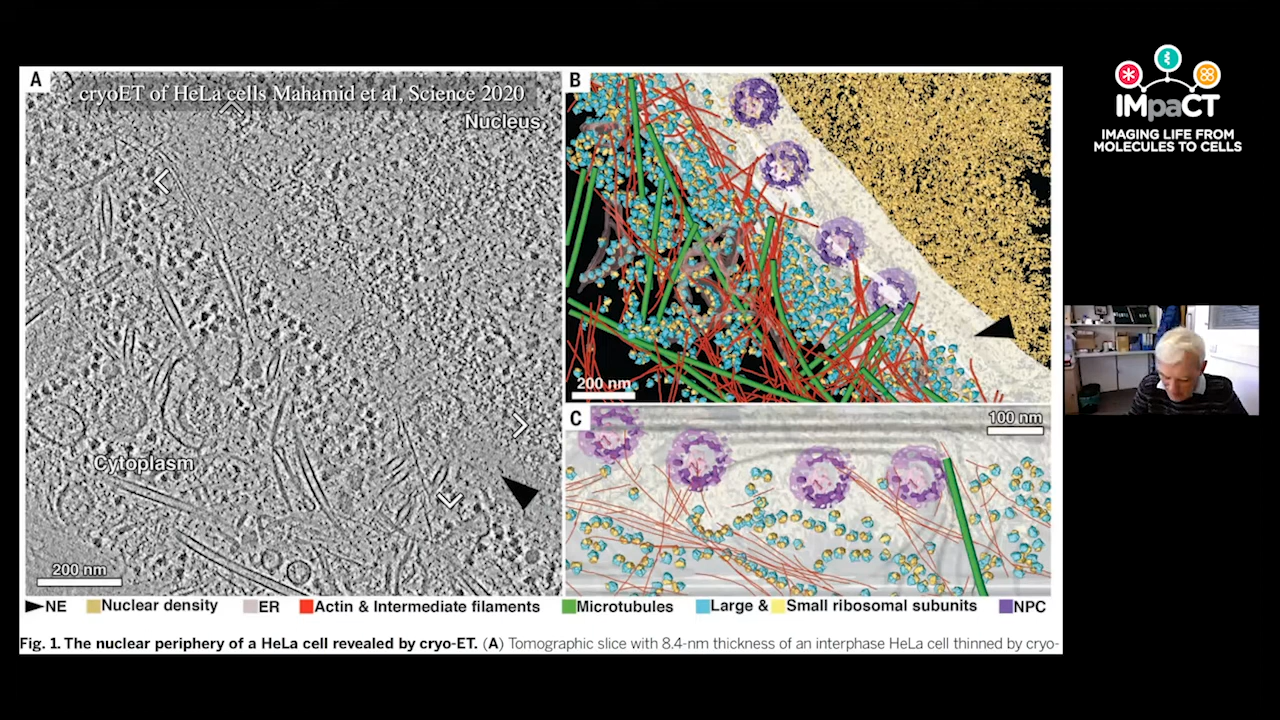 A
cryoET of HeLa cells Mahamid et al, Science 2020
Nucleus
Cytoplasm
200 nm
B
200 nm
C
100 nm
NE Nuclear density ER Actin & Intermediate filaments Microtubules Large & Small ribosomal subunits NPC
Fig. 1. The nuclear periphery of a HeLa cell revealed by cryo-ET. (A) Tomographic slice with 8.4-nm thickness of an interphase HeLa cell thinned by cryo-
IMpaCT
IMAGING LIFE FROM
MOLECULES TO CELLS